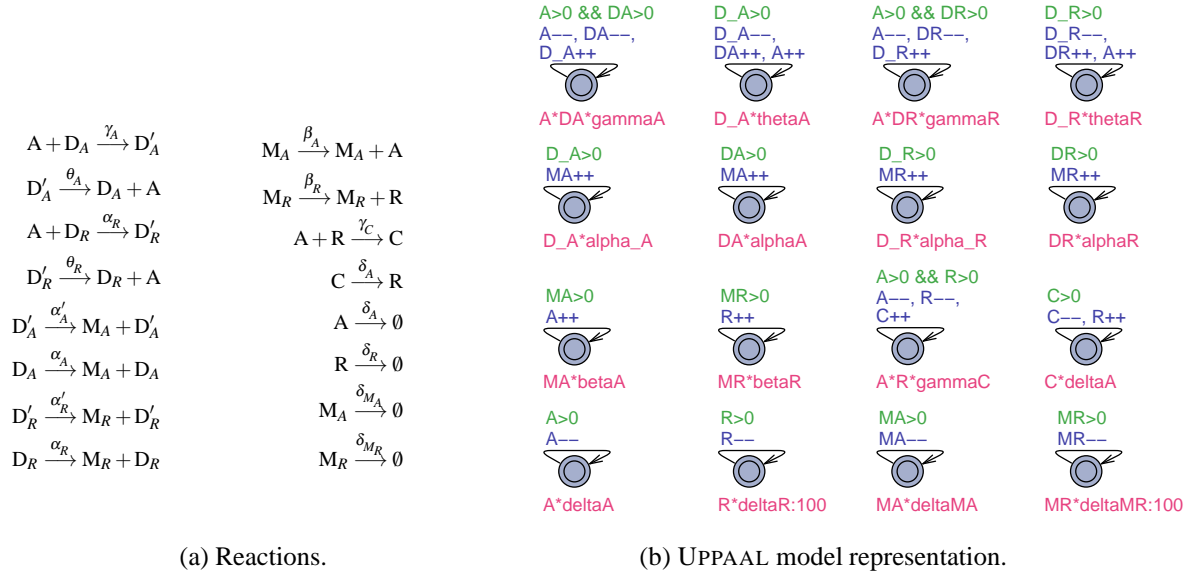 A + D_A —γ_A→ D′_A
D′_A —θ_A→ D_A + A
A + D_R —α_R→ D′_R
D′_R —θ_R→ D_R + A
D′_A —α′_A→ M_A + D′_A
D_A —α_A→ M_A + D_A
D′_R —α′_R→ M_R + D′_R
D_R —α_R→ M_R + D_R
M_A —β_A→ M_A + A
M_R —β_R→ M_R + R
A + R —γ_C→ C
C —δ_A→ R
A —δ_A→ ∅
R —δ_R→ ∅
M_A —δ_{M_A}→ ∅
M_R —δ_{M_R}→ ∅
(a) Reactions.
A>0 && DA>0
A−−, DA−−,
D_A++
A*DA*gammaA
D_A>0
D_A−−,
DA++, A++
D_A*thetaA
A>0 && DR>0
A−−, DR−−,
D_R++
A*DR*gammaR
D_R>0
D_R−−,
DR++, A++
D_R*thetaR
D_A>0
MA++
D_A*alpha_A
DA>0
MA++
DA*alphaA
D_R>0
MR++
D_R*alpha_R
DR>0
MR++
DR*alphaR
MA>0
A++
MA*betaA
MR>0
R++
MR*betaR
A>0 && R>0
A−−, R−−,
C++
A*R*gammaC
C>0
C−−, R++
C*deltaA
A>0
A−−
A*deltaA
R>0
R−−
R*deltaR:100
MA>0
MA−−
MA*deltaMA
MR>0
MR−−
MR*deltaMR:100
(b) UPPAAL model representation.